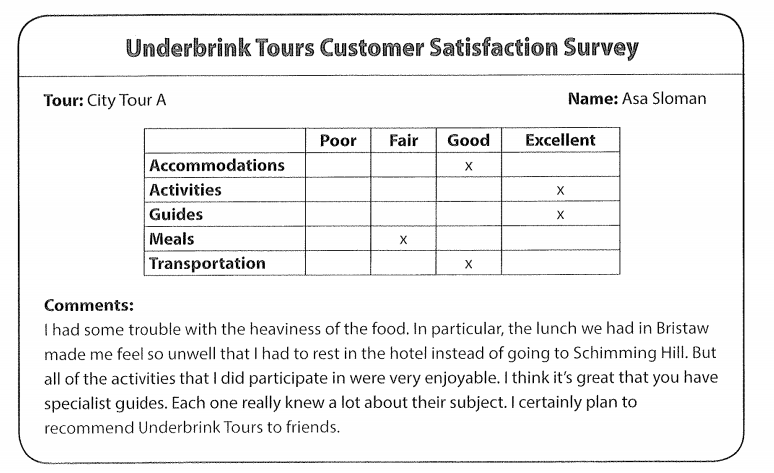 Underbrink Tours Customer Satisfaction Survey
Tour: City Tour A Name: Asa Sloman
Poor Fair Good Excellent
Accommodations x
Activities x
Guides x
Meals x
Transportation x
Comments:
I had some trouble with the heaviness of the food. In particular, the lunch we had in Bristaw
made me feel so unwell that I had to rest in the hotel instead of going to Schimming Hill. But
all of the activities that I did participate in were very enjoyable. I think it's great that you have
specialist guides. Each one really knew a lot about their subject. I certainly plan to
recommend Underbrink Tours to friends.